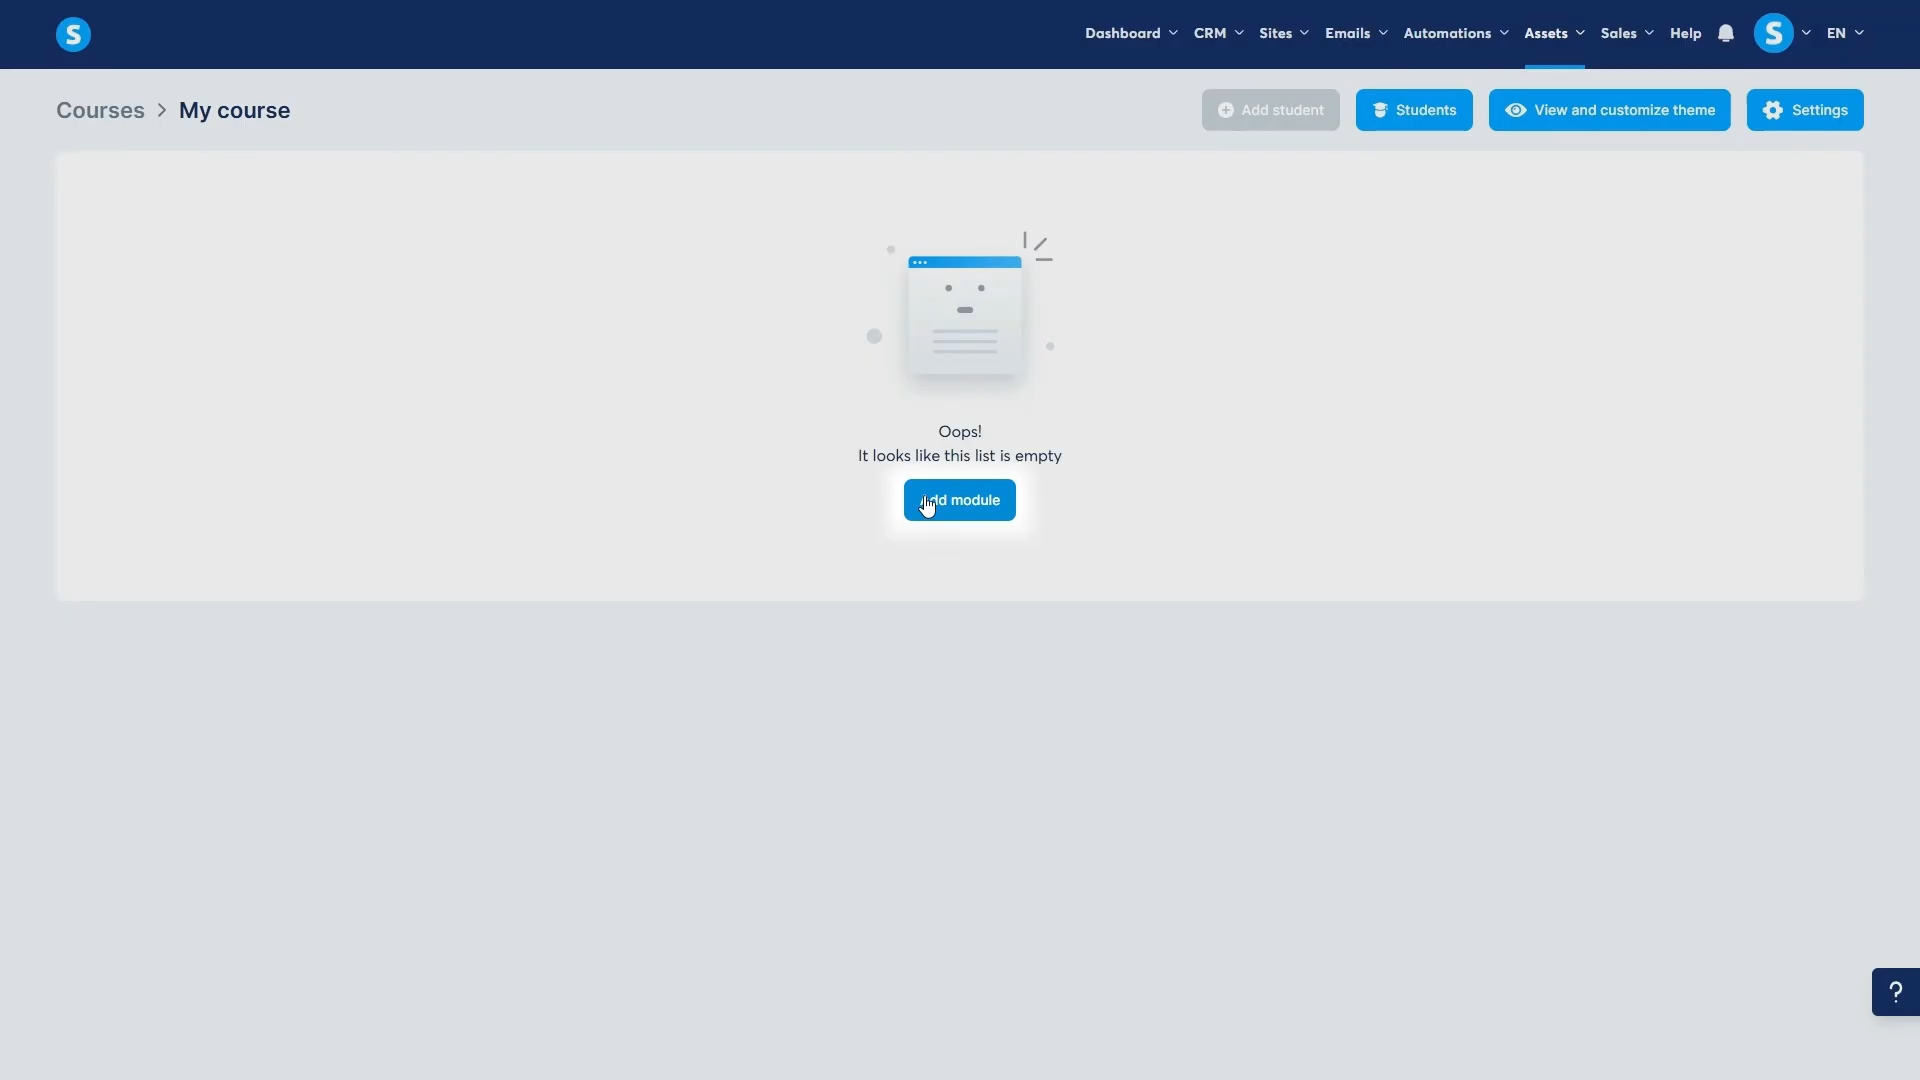 S
Dashboard CRM Sites Emails Automations Assets Sales Help S EN
Courses > My course
Add student Students View and customize theme Settings
Oops!
It looks like this list is empty
module
?